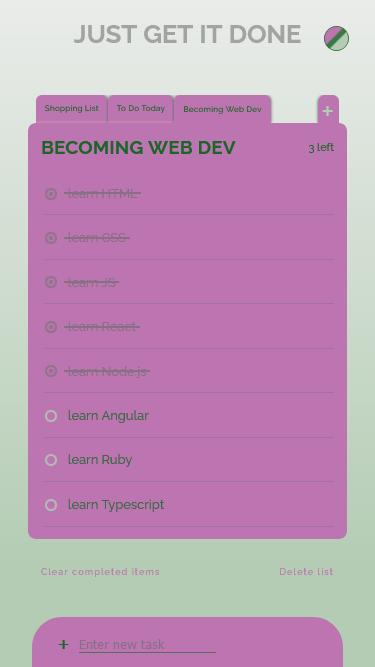 JUST GET IT DONE
Shopping List
To Do Today
Becoming Web Dev
+
BECOMING WEB DEV
3 left
learn HTML
learn CSS
learn JS
learn React
learn Node.js
learn Angular
learn Ruby
learn Typescript
Clear completed items
Delete list
+ Enter new task